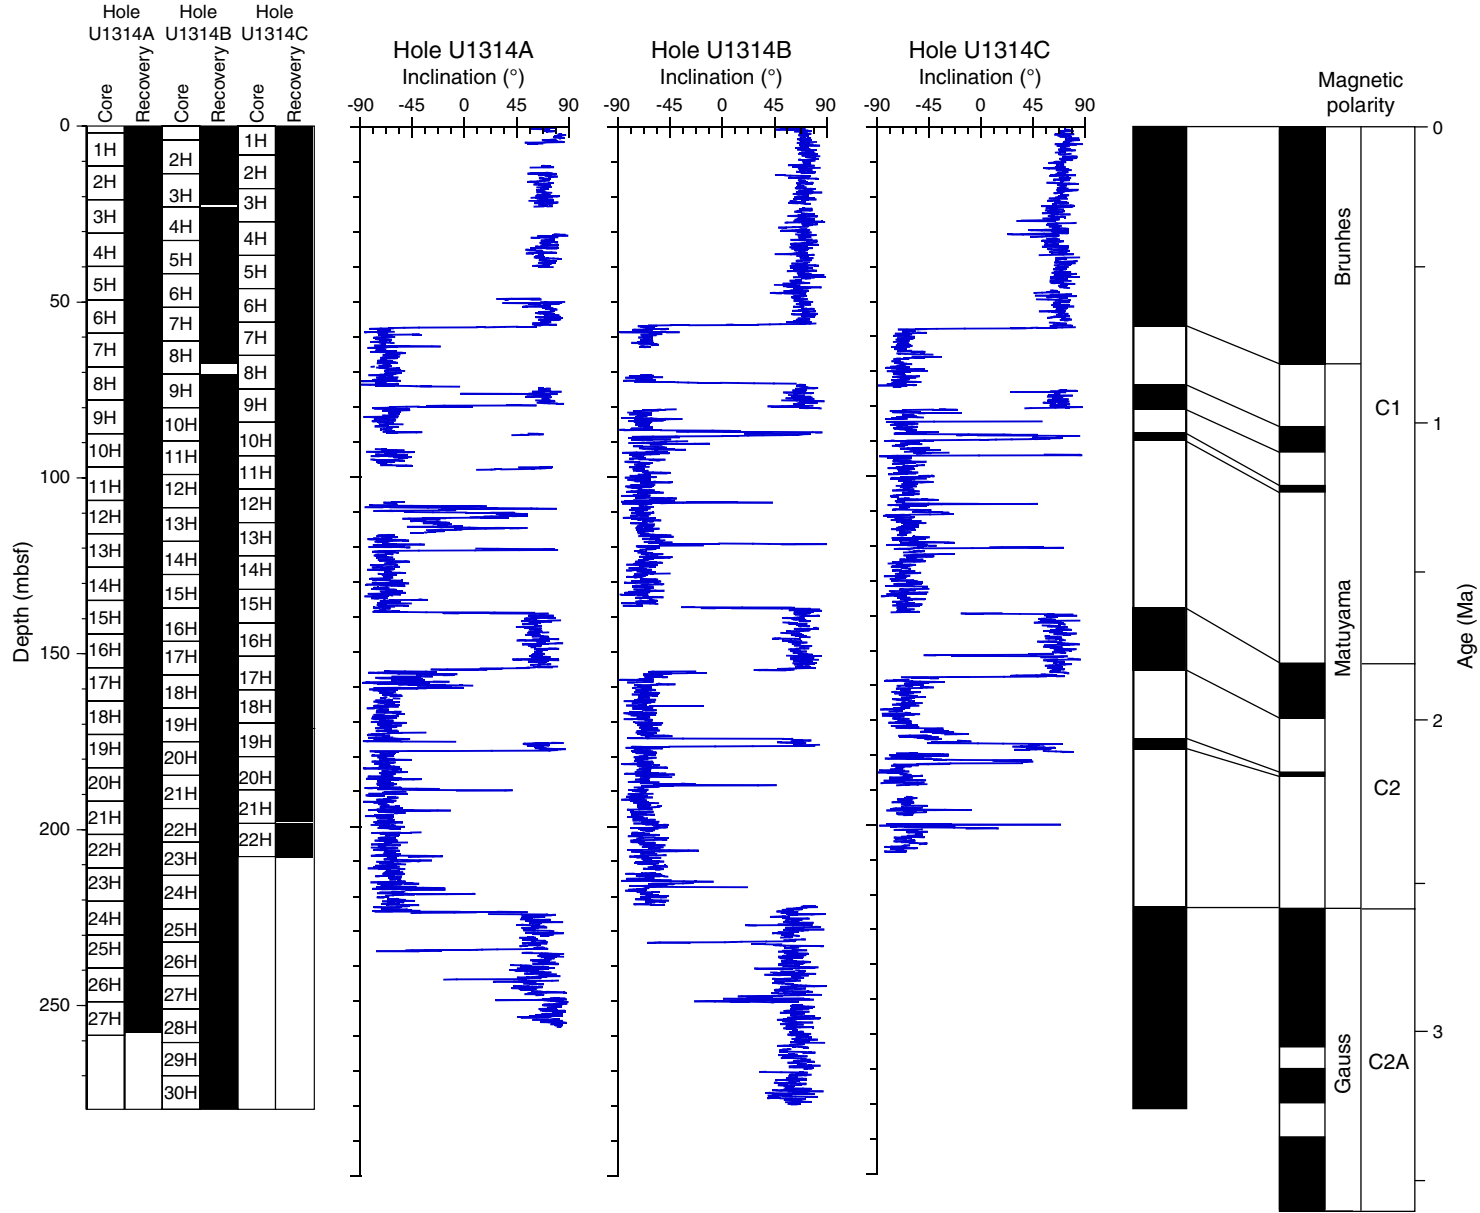 Hole Hole Hole
U1314A U1314B U1314C
Core Recovery Core Recovery Core Recovery
Hole U1314A Hole U1314B Hole U1314C
Inclination (°) Inclination (°) Inclination (°)
-90 -45 0 45 90 -90 -45 0 45 90 -90 -45 0 45 90
Magnetic
polarity
Depth (mbsf)
0
50
100
150
200
250
1H
2H
3H
4H
5H
6H
7H
8H
9H
10H
11H
12H
13H
14H
15H
16H
17H
18H
19H
20H
21H
22H
23H
24H
25H
26H
27H
2H
3H
4H
5H
6H
7H
8H
9H
10H
11H
12H
13H
14H
15H
16H
17H
18H
19H
20H
21H
22H
23H
24H
25H
26H
27H
28H
29H
30H
1H
2H
3H
4H
5H
6H
7H
8H
9H
10H
11H
12H
13H
14H
15H
16H
17H
18H
19H
20H
21H
22H
Brunhes
Matuyama
Gauss
C1
C2
C2A
0
1
2
3
Age (Ma)